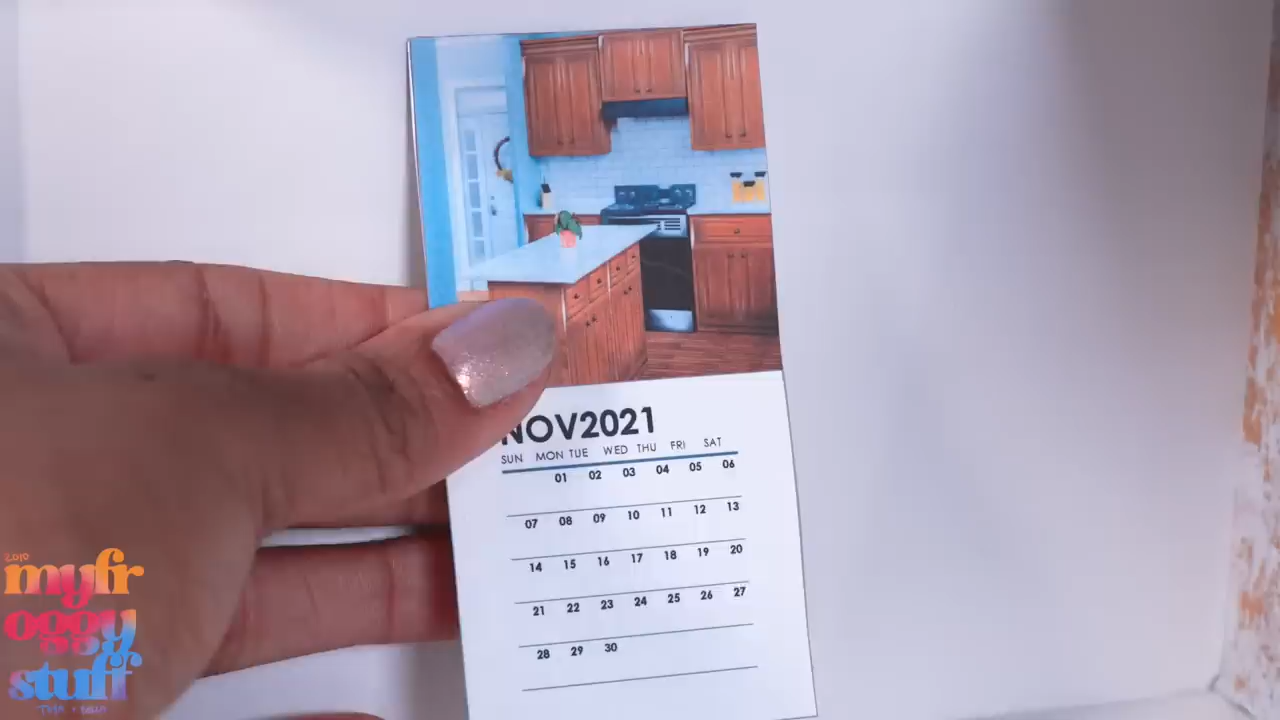 NOV2021
SUN MON TUE WED THU FRI SAT
01 02 03 04 05 06
07 08 09 10 11 12 13
14 15 16 17 18 19 20
21 22 23 24 25 26 27
28 29 30
myfr
oggy
stuff